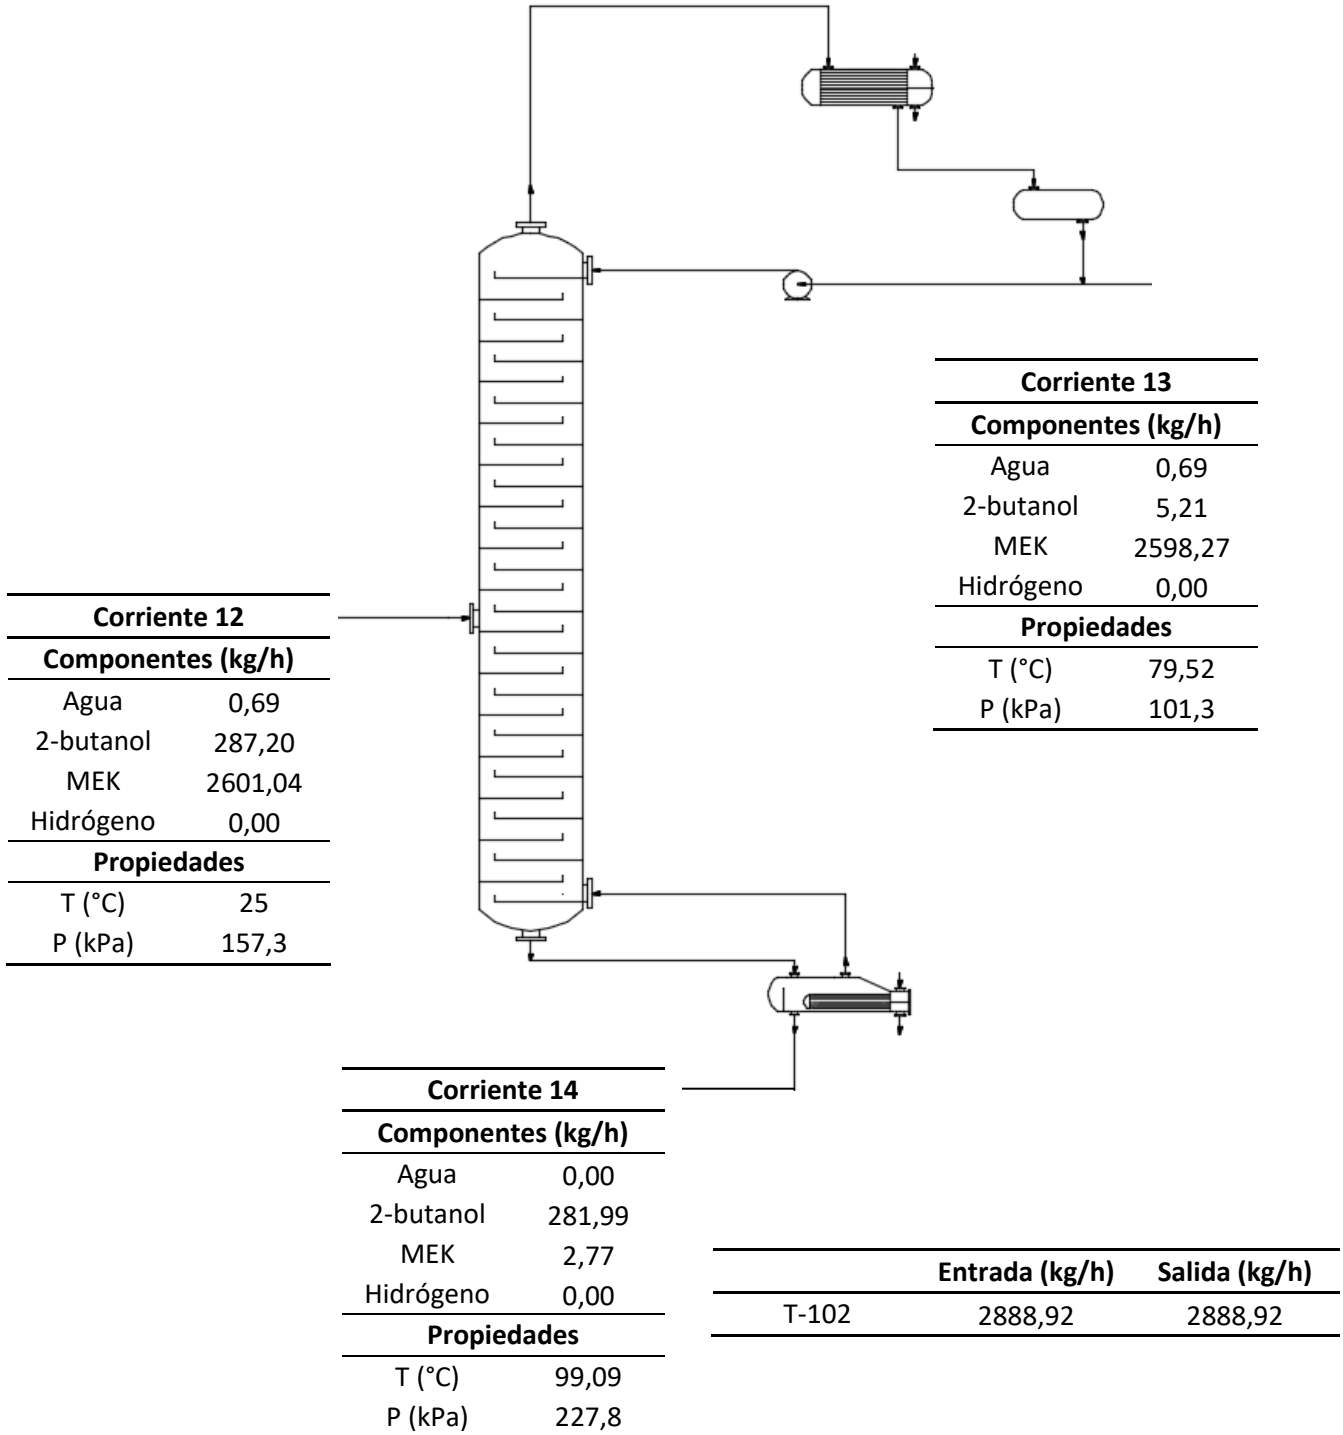 Corriente 13
Componentes (kg/h)
Agua 0,69
2-butanol 5,21
MEK 2598,27
Hidrógeno 0,00
Propiedades
T (°C) 79,52
P (kPa) 101,3
Corriente 12
Componentes (kg/h)
Agua 0,69
2-butanol 287,20
MEK 2601,04
Hidrógeno 0,00
Propiedades
T (°C) 25
P (kPa) 157,3
Corriente 14
Componentes (kg/h)
Agua 0,00
2-butanol 281,99
MEK 2,77
Hidrógeno 0,00
Propiedades
T (°C) 99,09
P (kPa) 227,8
Entrada (kg/h) Salida (kg/h)
T-102 2888,92 2888,92